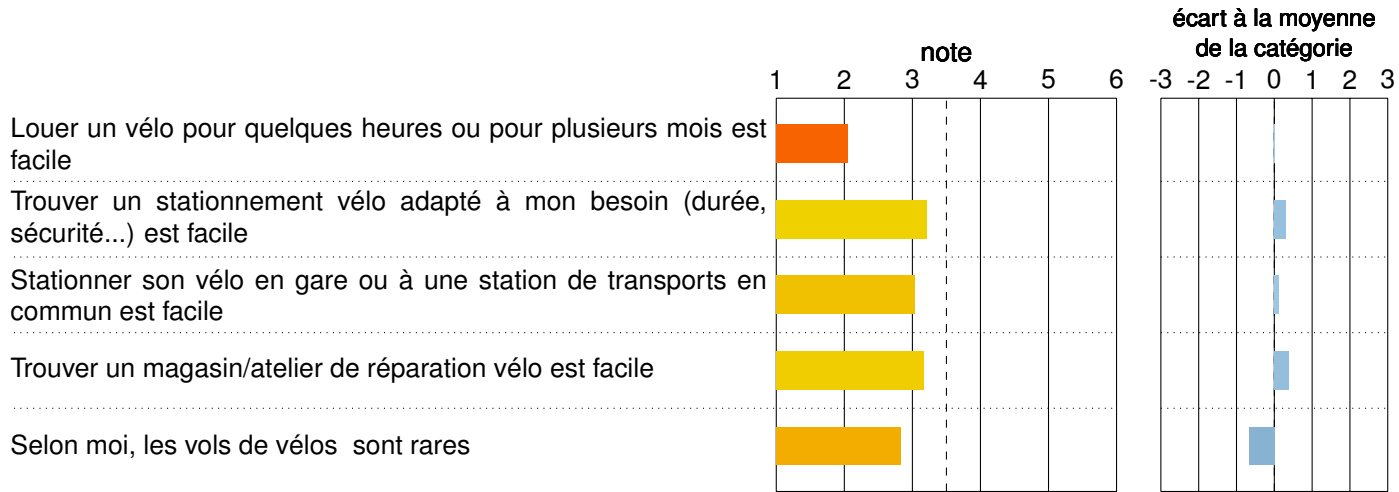 écart à la moyenne
note de la catégorie
1 2 3 4 5 6 -3 -2 -1 0 1 2 3
Louer un vélo pour quelques heures ou pour plusieurs mois est
facile
Trouver un stationnement vélo adapté à mon besoin (durée,
sécurité...) est facile
Stationner son vélo en gare ou à une station de transports en
commun est facile
Trouver un magasin/atelier de réparation vélo est facile
Selon moi, les vols de vélos sont rares